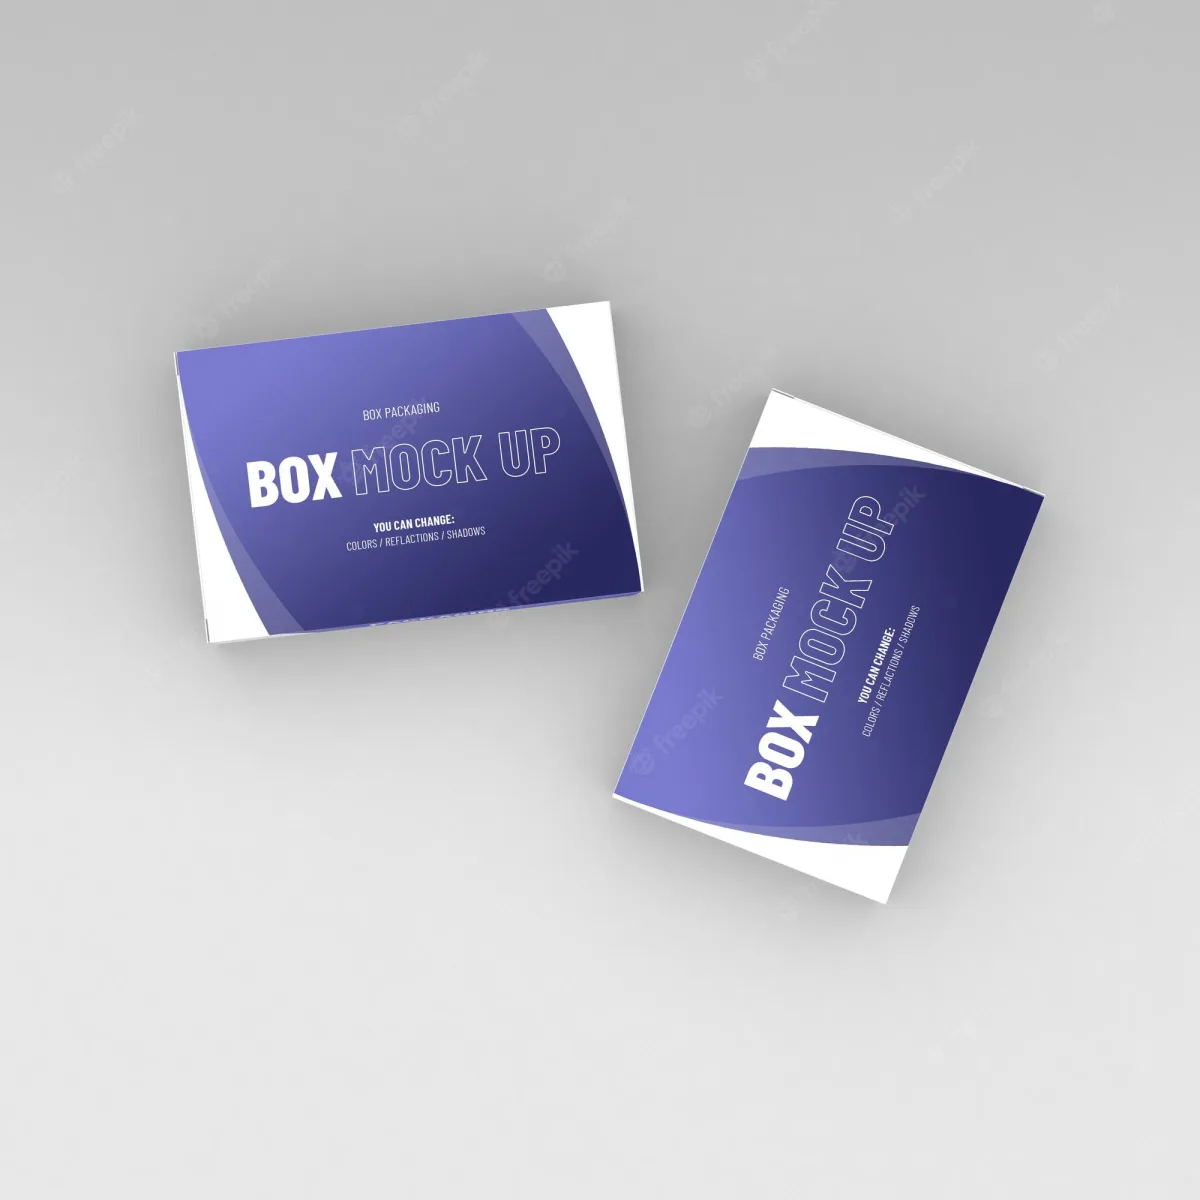 BOX PACKAGING
BOX MOCK UP
YOU CAN CHANGE:
COLORS / REFLACTIONS / SHADOWS
BOX PACKAGING
BOX MOCK UP
YOU CAN CHANGE:
COLORS / REFLACTIONS / SHADOWS
freepik